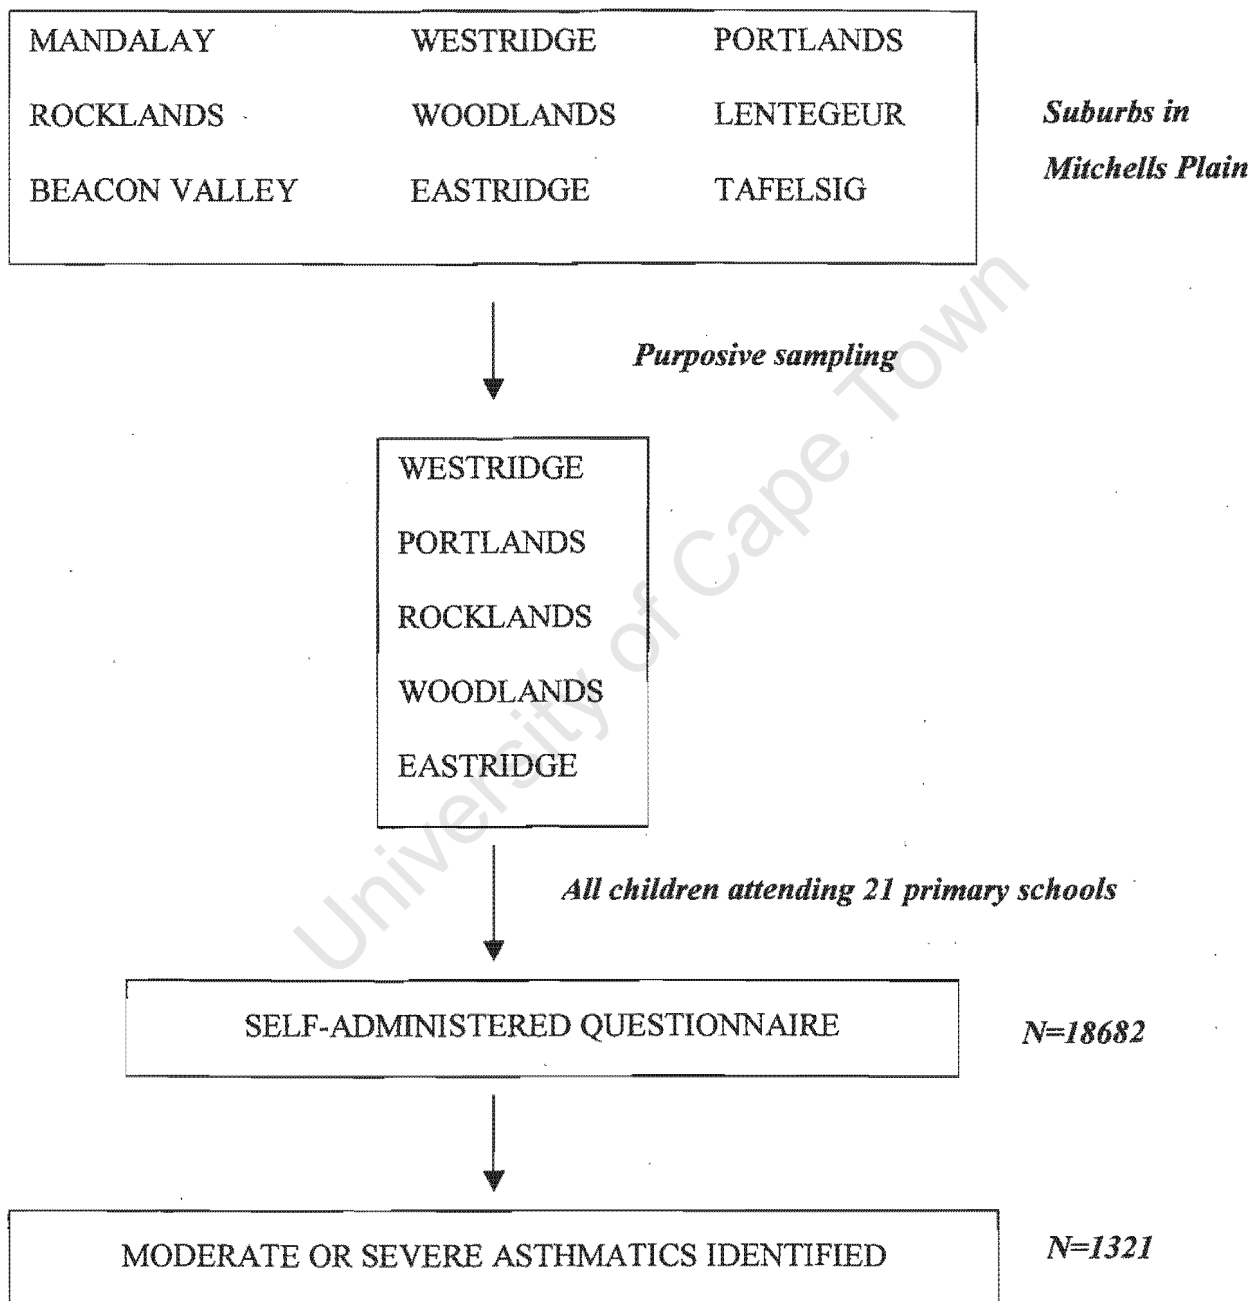 MANDALAY WESTRIDGE PORTLANDS
ROCKLANDS WOODLANDS LENTEGEUR
BEACON VALLEY EASTRIDGE TAFELSIG
Suburbs in
Mitchells Plain
Purposive sampling
WESTRIDGE
PORTLANDS
ROCKLANDS
WOODLANDS
EASTRIDGE
All children attending 21 primary schools
SELF-ADMINISTERED QUESTIONNAIRE N=18682
MODERATE OR SEVERE ASTHMATICS IDENTIFIED N=1321
University of Cape Town